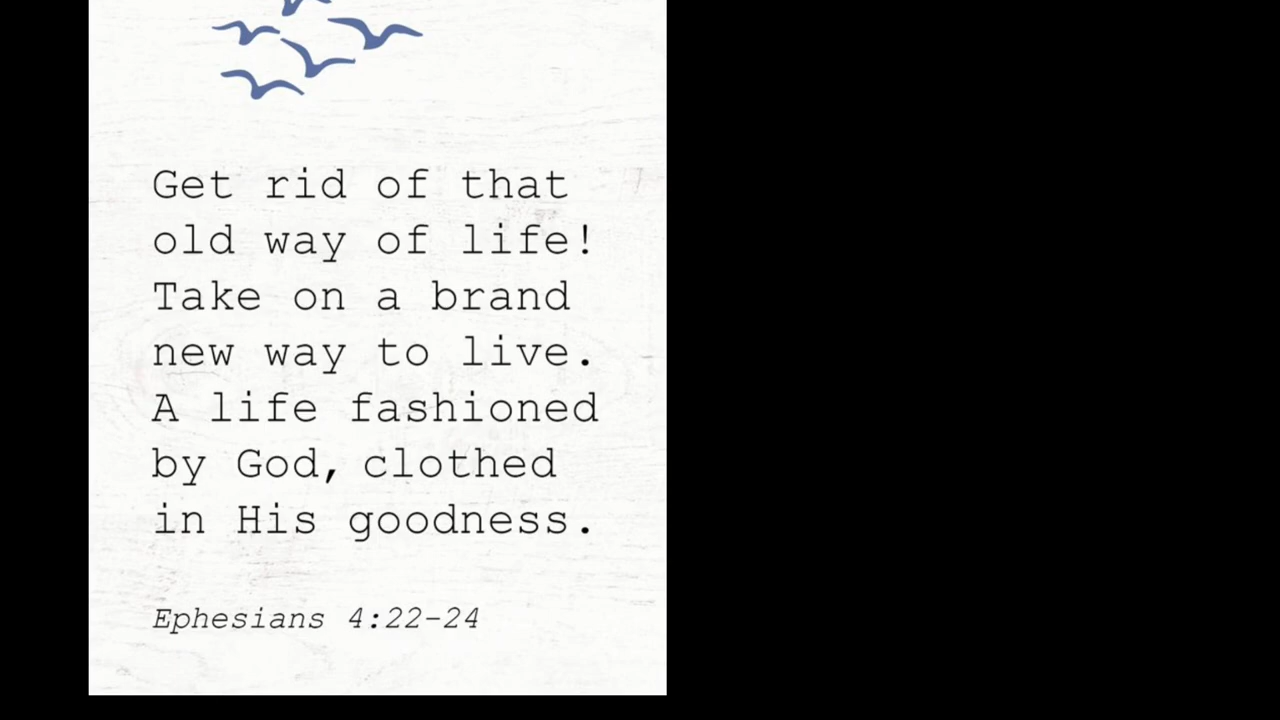 Get rid of that
old way of life!
Take on a brand
new way to live.
A life fashioned
by God, clothed
in His goodness.
Ephesians 4:22-24